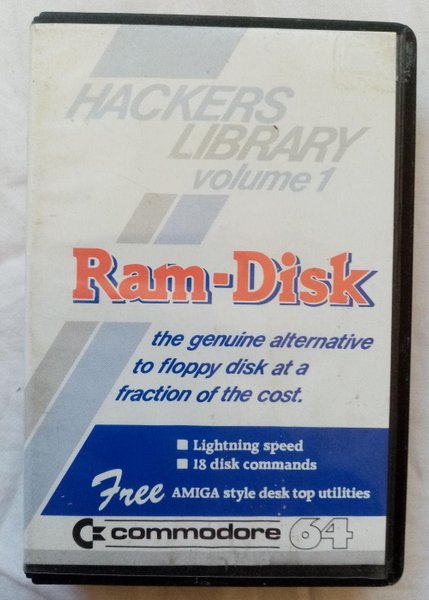 HACKERS
LIBRARY
volume 1
Ram-Disk
the genuine alternative
to floppy disk at a
fraction of the cost.
■ Lightning speed
■ 18 disk commands
Free AMIGA style desk top utilities
commodore 64